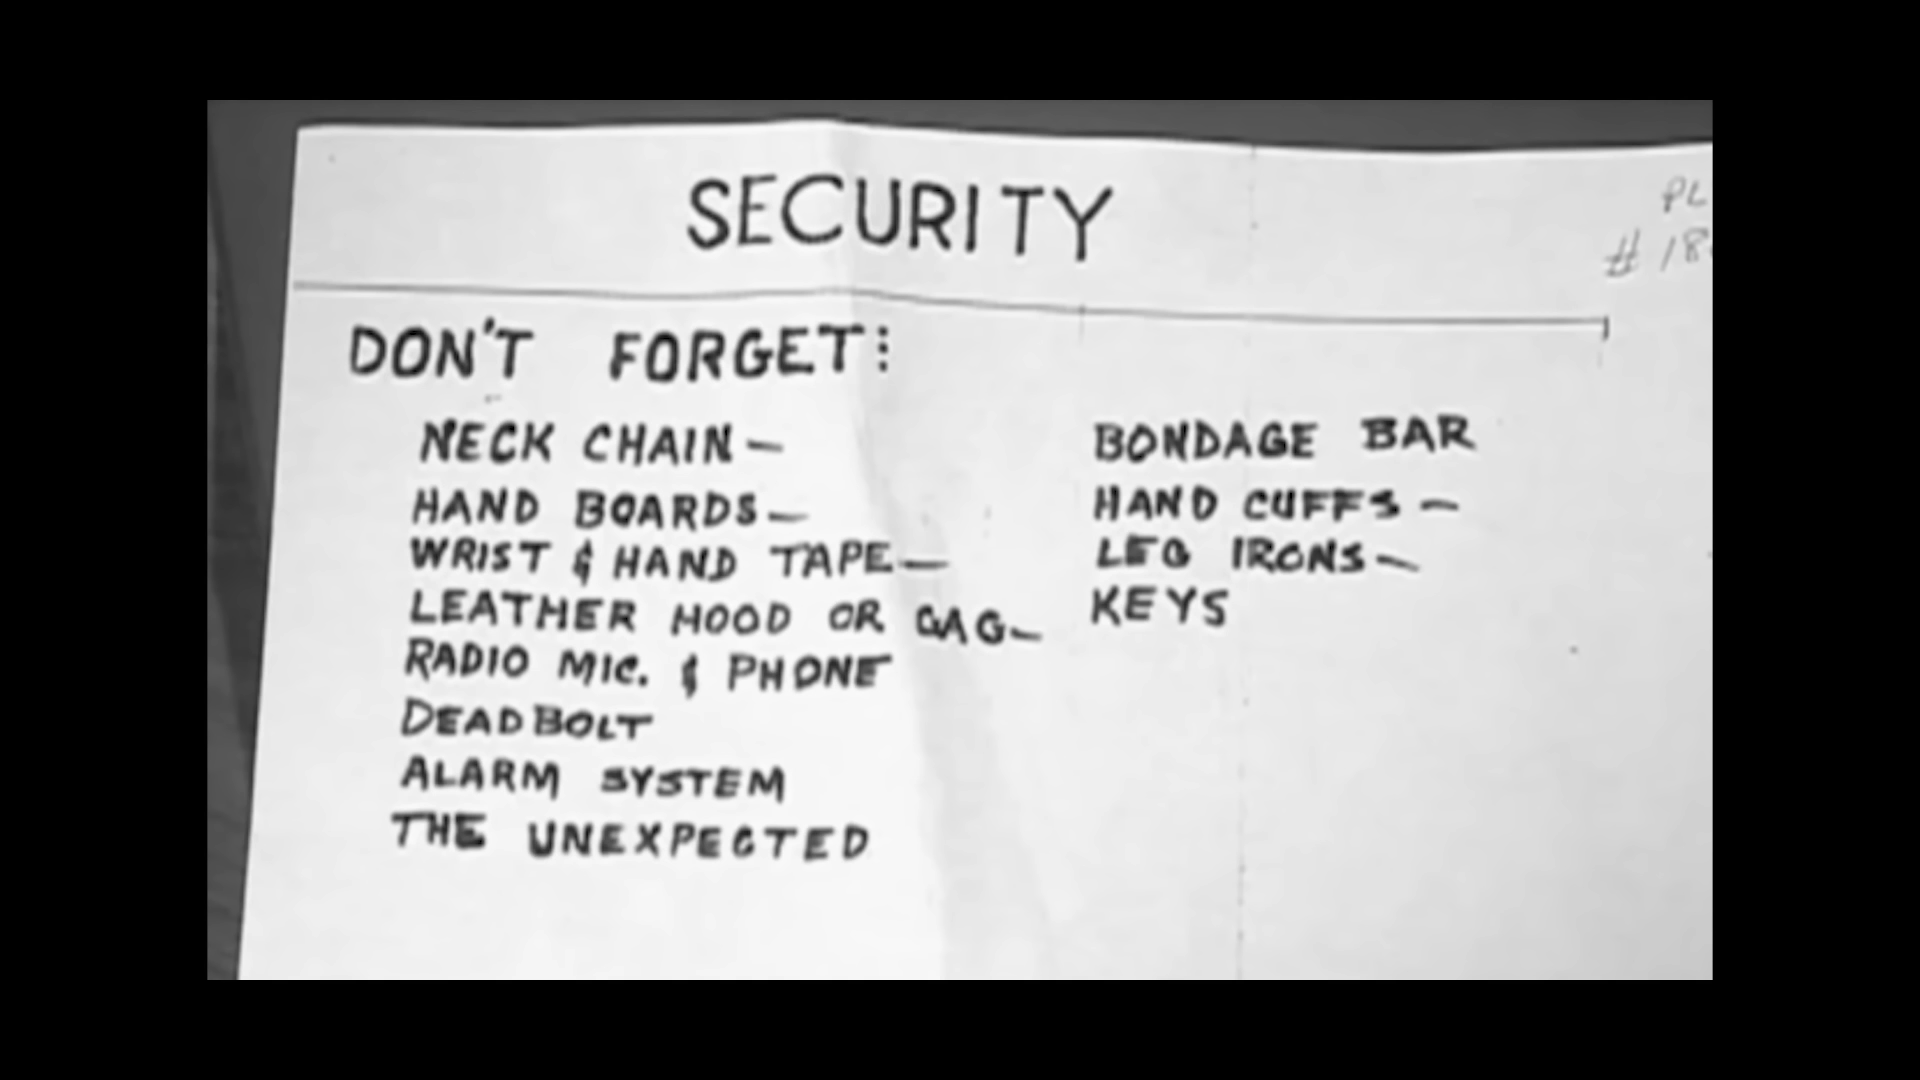 SECURITY
PL
# 18
DON'T FORGET:
NECK CHAIN —
HAND BOARDS —
WRIST & HAND TAPE —
LEATHER HOOD OR GAG —
RADIO MIC. & PHONE
DEADBOLT
ALARM SYSTEM
THE UNEXPECTED
BONDAGE BAR
HAND CUFFS —
LEG IRONS —
KEYS